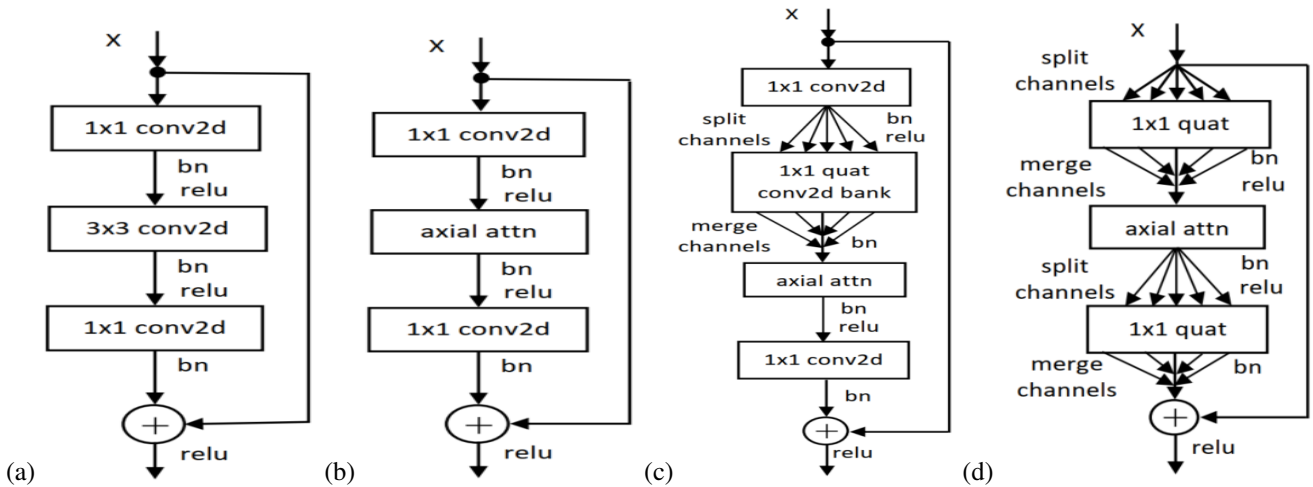 (a)
X
1x1 conv2d
bn
relu
3x3 conv2d
bn
relu
1x1 conv2d
bn
+
relu
(b)
X
1x1 conv2d
bn
relu
axial attn
bn
relu
1x1 conv2d
bn
+
relu
(c)
X
1x1 conv2d
split
channels
bn
relu
1x1 quat
conv2d bank
merge
channels
bn
axial attn
bn
relu
1x1 conv2d
bn
+
relu
(d)
X
split
channels
1x1 quat
merge
channels
bn
relu
axial attn
split
channels
bn
relu
1x1 quat
merge
channels
bn
+
relu